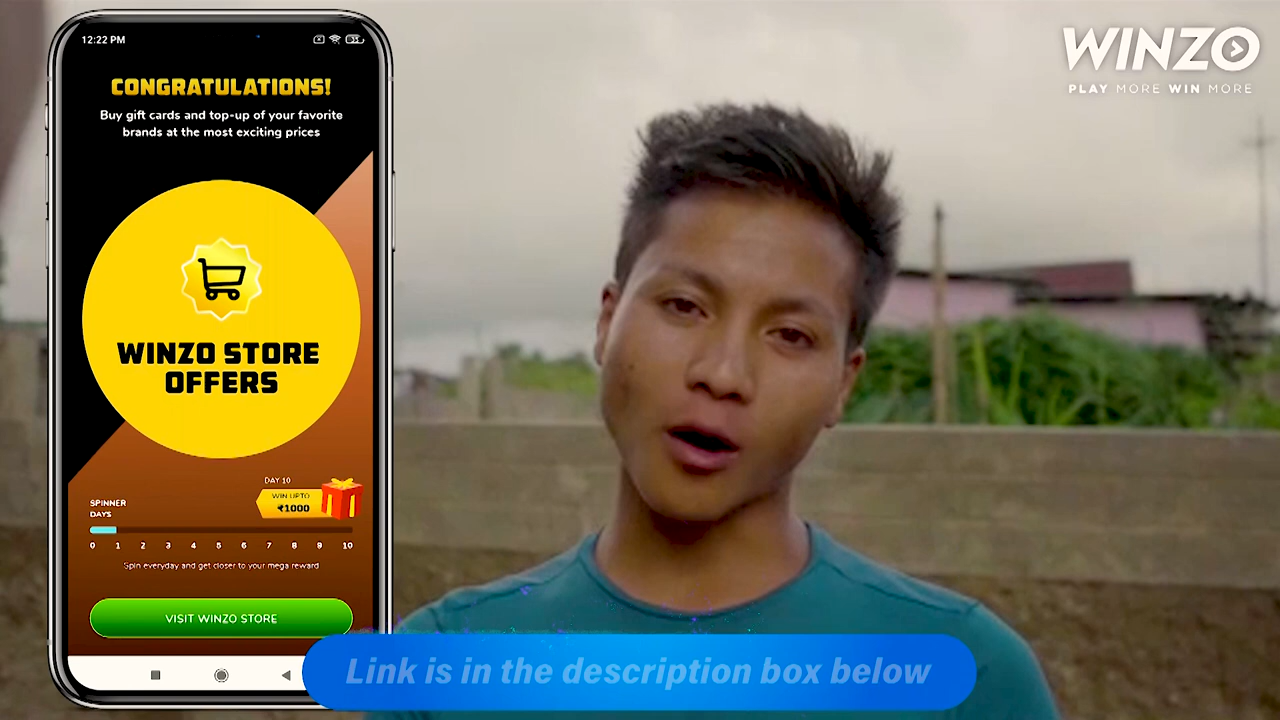 12:22 PM
35
CONGRATULATIONS!
Buy gift cards and top-up of your favorite
brands at the most exciting prices
WINZO STORE
OFFERS
DAY 10
WIN UPTO
₹1000
SPINNER
DAYS
0 1 2 3 4 5 6 7 8 9 10
Spin everyday and get closer to your mega reward
VISIT WINZO STORE
WINZO
PLAY MORE WIN MORE
Link is in the description box below